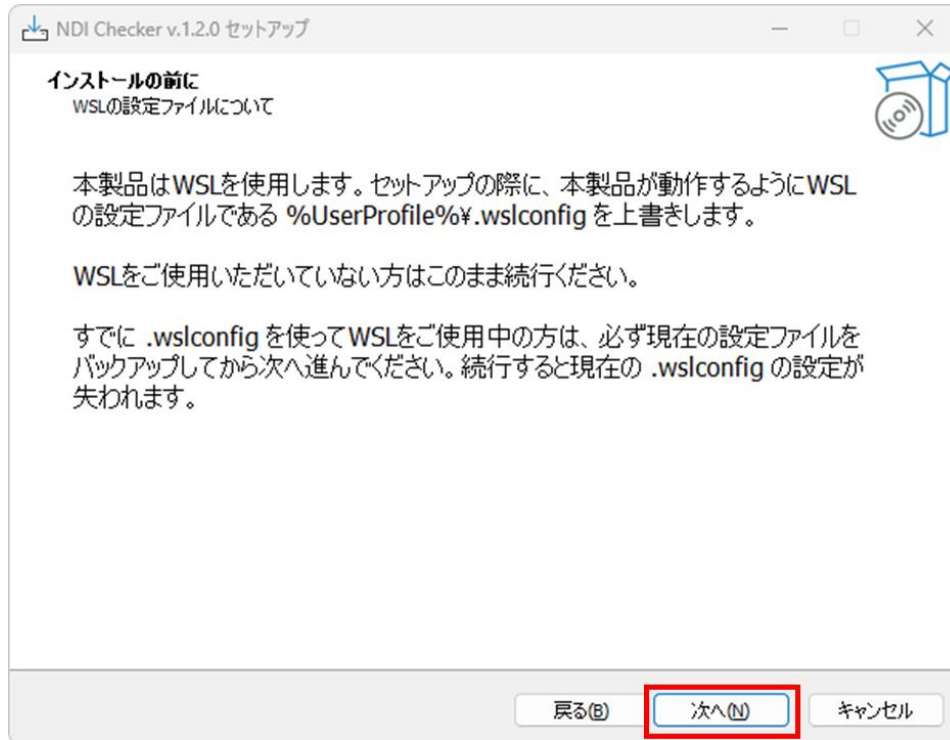 NDI Checker v.1.2.0 セットアップ
インストールの前に
WSLの設定ファイルについて
本製品はWSLを使用します。セットアップの際に、本製品が動作するようにWSL
の設定ファイルである %UserProfile%¥.wslconfig を上書きします。
WSLをご使用いただいていない方はこのまま続行ください。
すでに .wslconfig を使ってWSLをご使用中の方は、必ず現在の設定ファイルを
バックアップしてから次へ進んでください。続行すると現在の .wslconfig の設定が
失われます。
戻る(B) 次へ(N) キャンセル